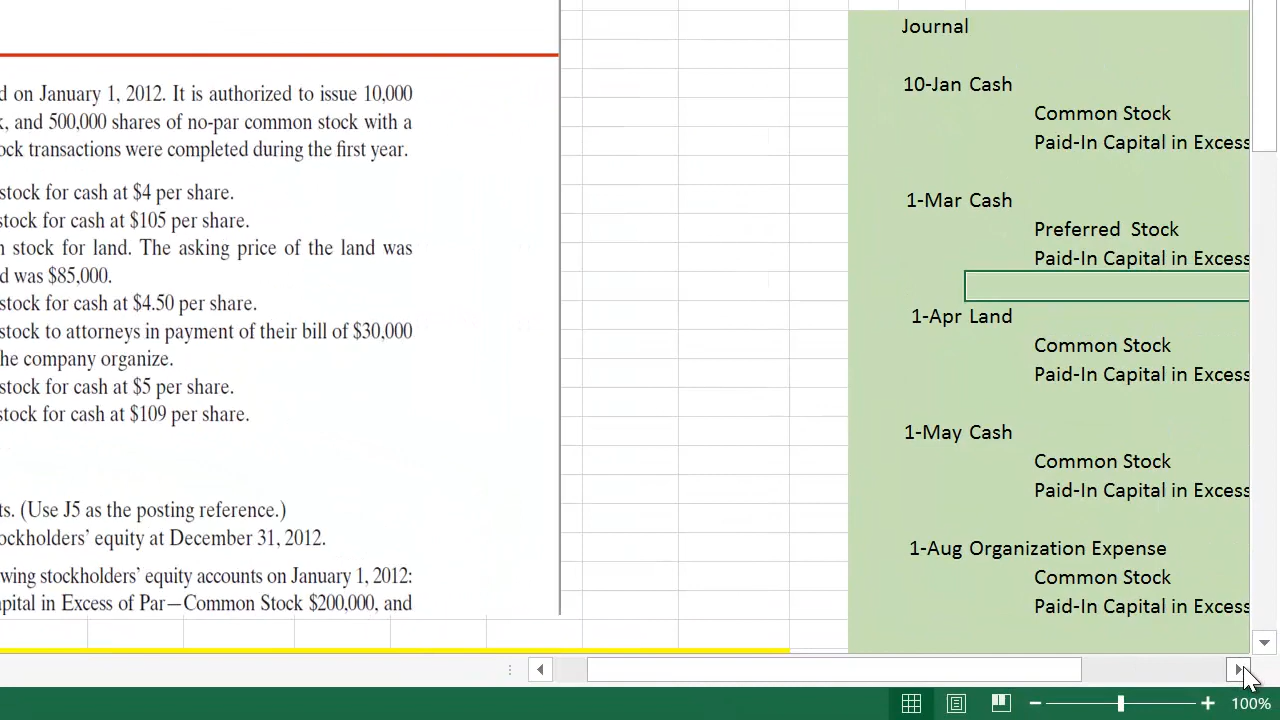 d on January 1, 2012. It is authorized to issue 10,000
k, and 500,000 shares of no-par common stock with a
ock transactions were completed during the first year.
stock for cash at $4 per share.
stock for cash at $105 per share.
n stock for land. The asking price of the land was
d was $85,000.
stock for cash at $4.50 per share.
stock to attorneys in payment of their bill of $30,000
he company organize.
stock for cash at $5 per share.
stock for cash at $109 per share.
ts. (Use J5 as the posting reference.)
ockholders' equity at December 31, 2012.
wing stockholders' equity accounts on January 1, 2012:
apital in Excess of Par—Common Stock $200,000, and
Journal
10-Jan Cash
Common Stock
Paid-In Capital in Excess
1-Mar Cash
Preferred Stock
Paid-In Capital in Excess
1-Apr Land
Common Stock
Paid-In Capital in Excess
1-May Cash
Common Stock
Paid-In Capital in Excess
1-Aug Organization Expense
Common Stock
Paid-In Capital in Excess
100%